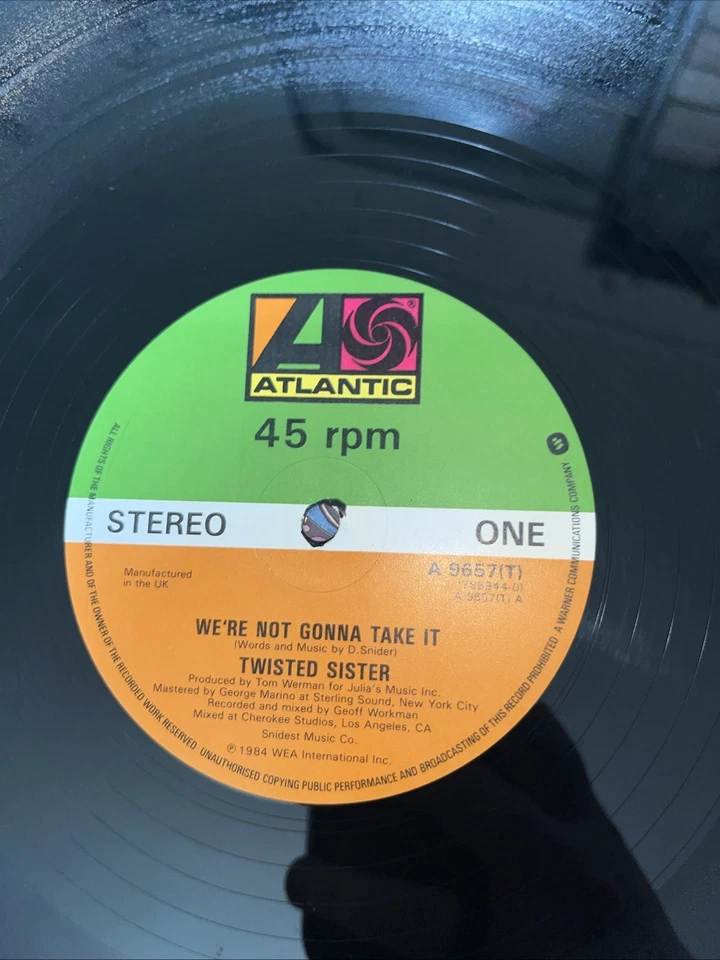 ATLANTIC
®
45 rpm
STEREO
ONE
Manufactured
in the UK
A 9657(T)
A 9657(T) A
WE'RE NOT GONNA TAKE IT
(Words and Music by D.Snider)
TWISTED SISTER
Produced by Tom Werman for Julia's Music Inc.
Mastered by George Marino at Sterling Sound, New York City
Recorded and mixed by Geoff Workman
Mixed at Cherokee Studios, Los Angeles, CA
Snidest Music Co.
℗ 1984 WEA International Inc.
ALL RIGHTS OF THE MANUFACTURER AND OF THE OWNER OF THE RECORDED WORK RESERVED UNAUTHORISED COPYING PUBLIC PERFORMANCE AND BROADCASTING OF THIS RECORD PROHIBITED · A WARNER COMMUNICATIONS COMPANY